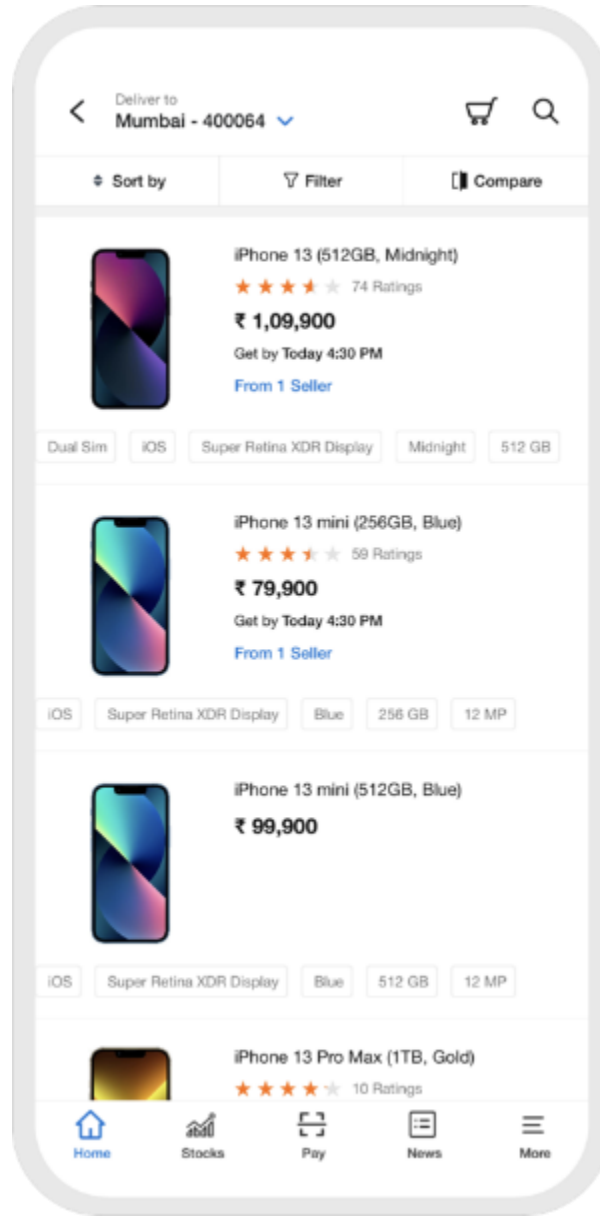 Deliver to
Mumbai - 400064
Sort by
Filter
Compare
iPhone 13 (512GB, Midnight)
74 Ratings
₹ 1,09,900
Get by Today 4:30 PM
From 1 Seller
Dual Sim
iOS
Super Retina XDR Display
Midnight
512 GB
iPhone 13 mini (256GB, Blue)
59 Ratings
₹ 79,900
Get by Today 4:30 PM
From 1 Seller
iOS
Super Retina XDR Display
Blue
256 GB
12 MP
iPhone 13 mini (512GB, Blue)
₹ 99,900
iOS
Super Retina XDR Display
Blue
512 GB
12 MP
iPhone 13 Pro Max (1TB, Gold)
10 Ratings
Home
Stocks
Pay
News
More